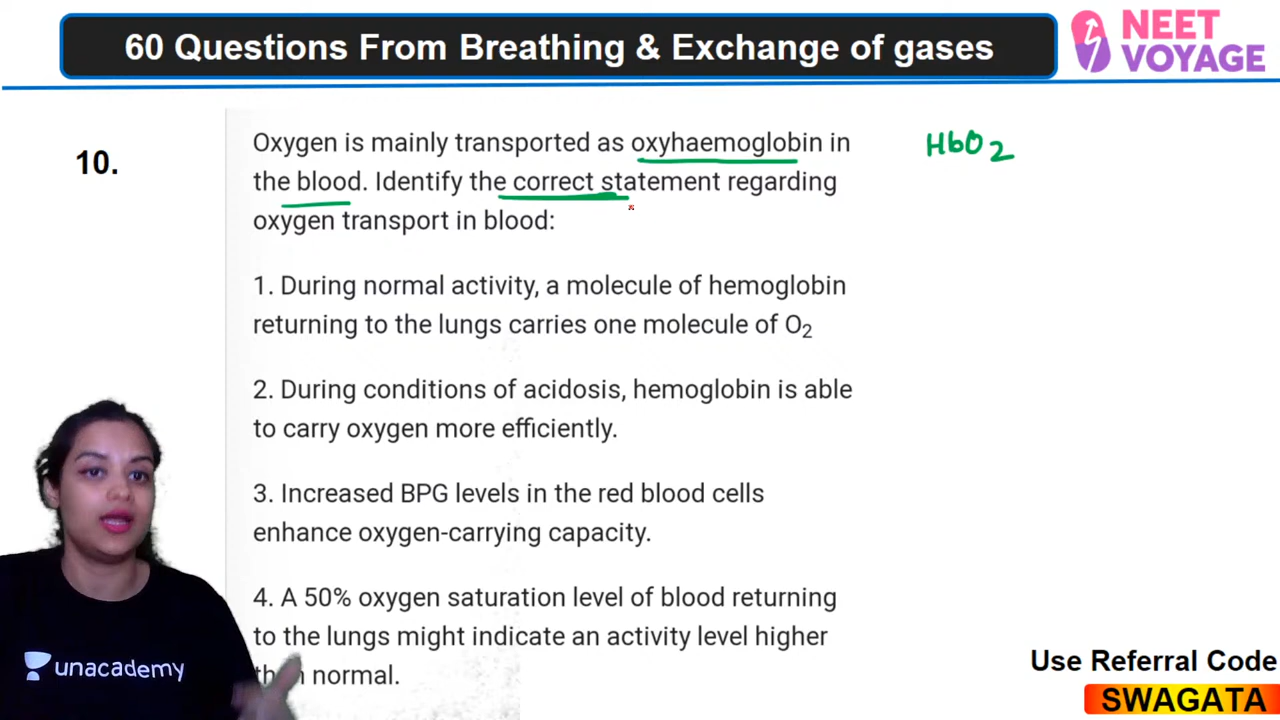 60 Questions From Breathing & Exchange of gases
NEET
VOYAGE
10.
Oxygen is mainly transported as oxyhaemoglobin in
the blood. Identify the correct statement regarding
oxygen transport in blood:
HbO2
1. During normal activity, a molecule of hemoglobin
returning to the lungs carries one molecule of O₂
2. During conditions of acidosis, hemoglobin is able
to carry oxygen more efficiently.
3. Increased BPG levels in the red blood cells
enhance oxygen-carrying capacity.
4. A 50% oxygen saturation level of blood returning
to the lungs might indicate an activity level higher
than normal.
unacademy
Use Referral Code
SWAGATA